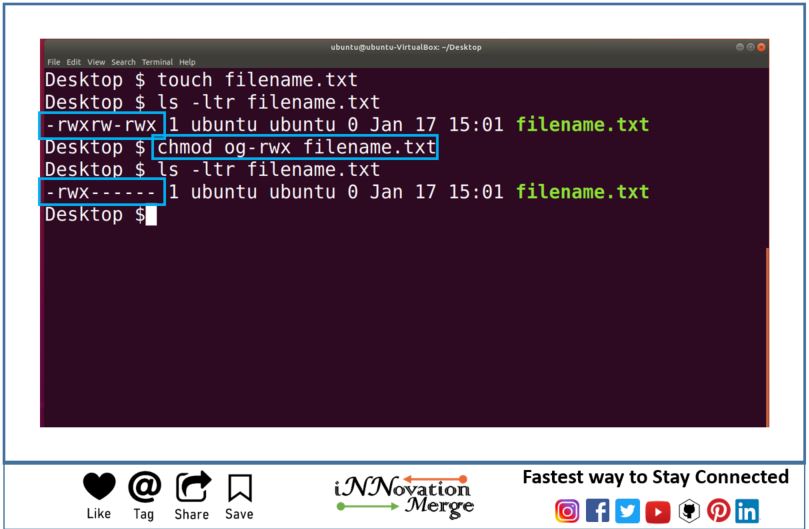 ubuntu@ubuntu-VirtualBox: ~/Desktop
File Edit View Search Terminal Help
Desktop $ touch filename.txt
Desktop $ ls -ltr filename.txt
-rwxrw-rwx 1 ubuntu ubuntu 0 Jan 17 15:01 filename.txt
Desktop $ chmod og-rwx filename.txt
Desktop $ ls -ltr filename.txt
-rwx------ 1 ubuntu ubuntu 0 Jan 17 15:01 filename.txt
Desktop $
Like Tag Share Save
iNNovation
Merge
Fastest way to Stay Connected